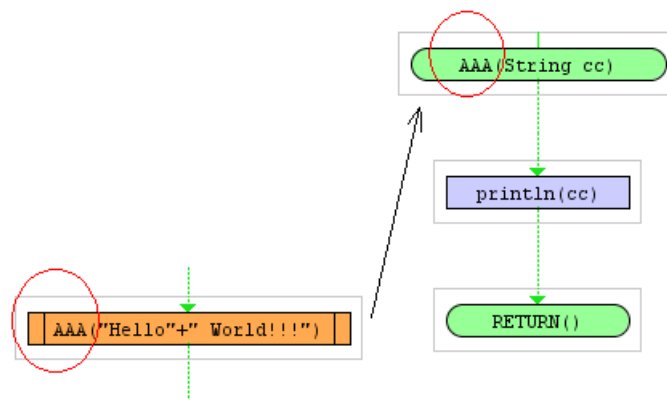 AAA(String cc)
println(cc)
AAA("Hello"+" World!!!")
RETURN()